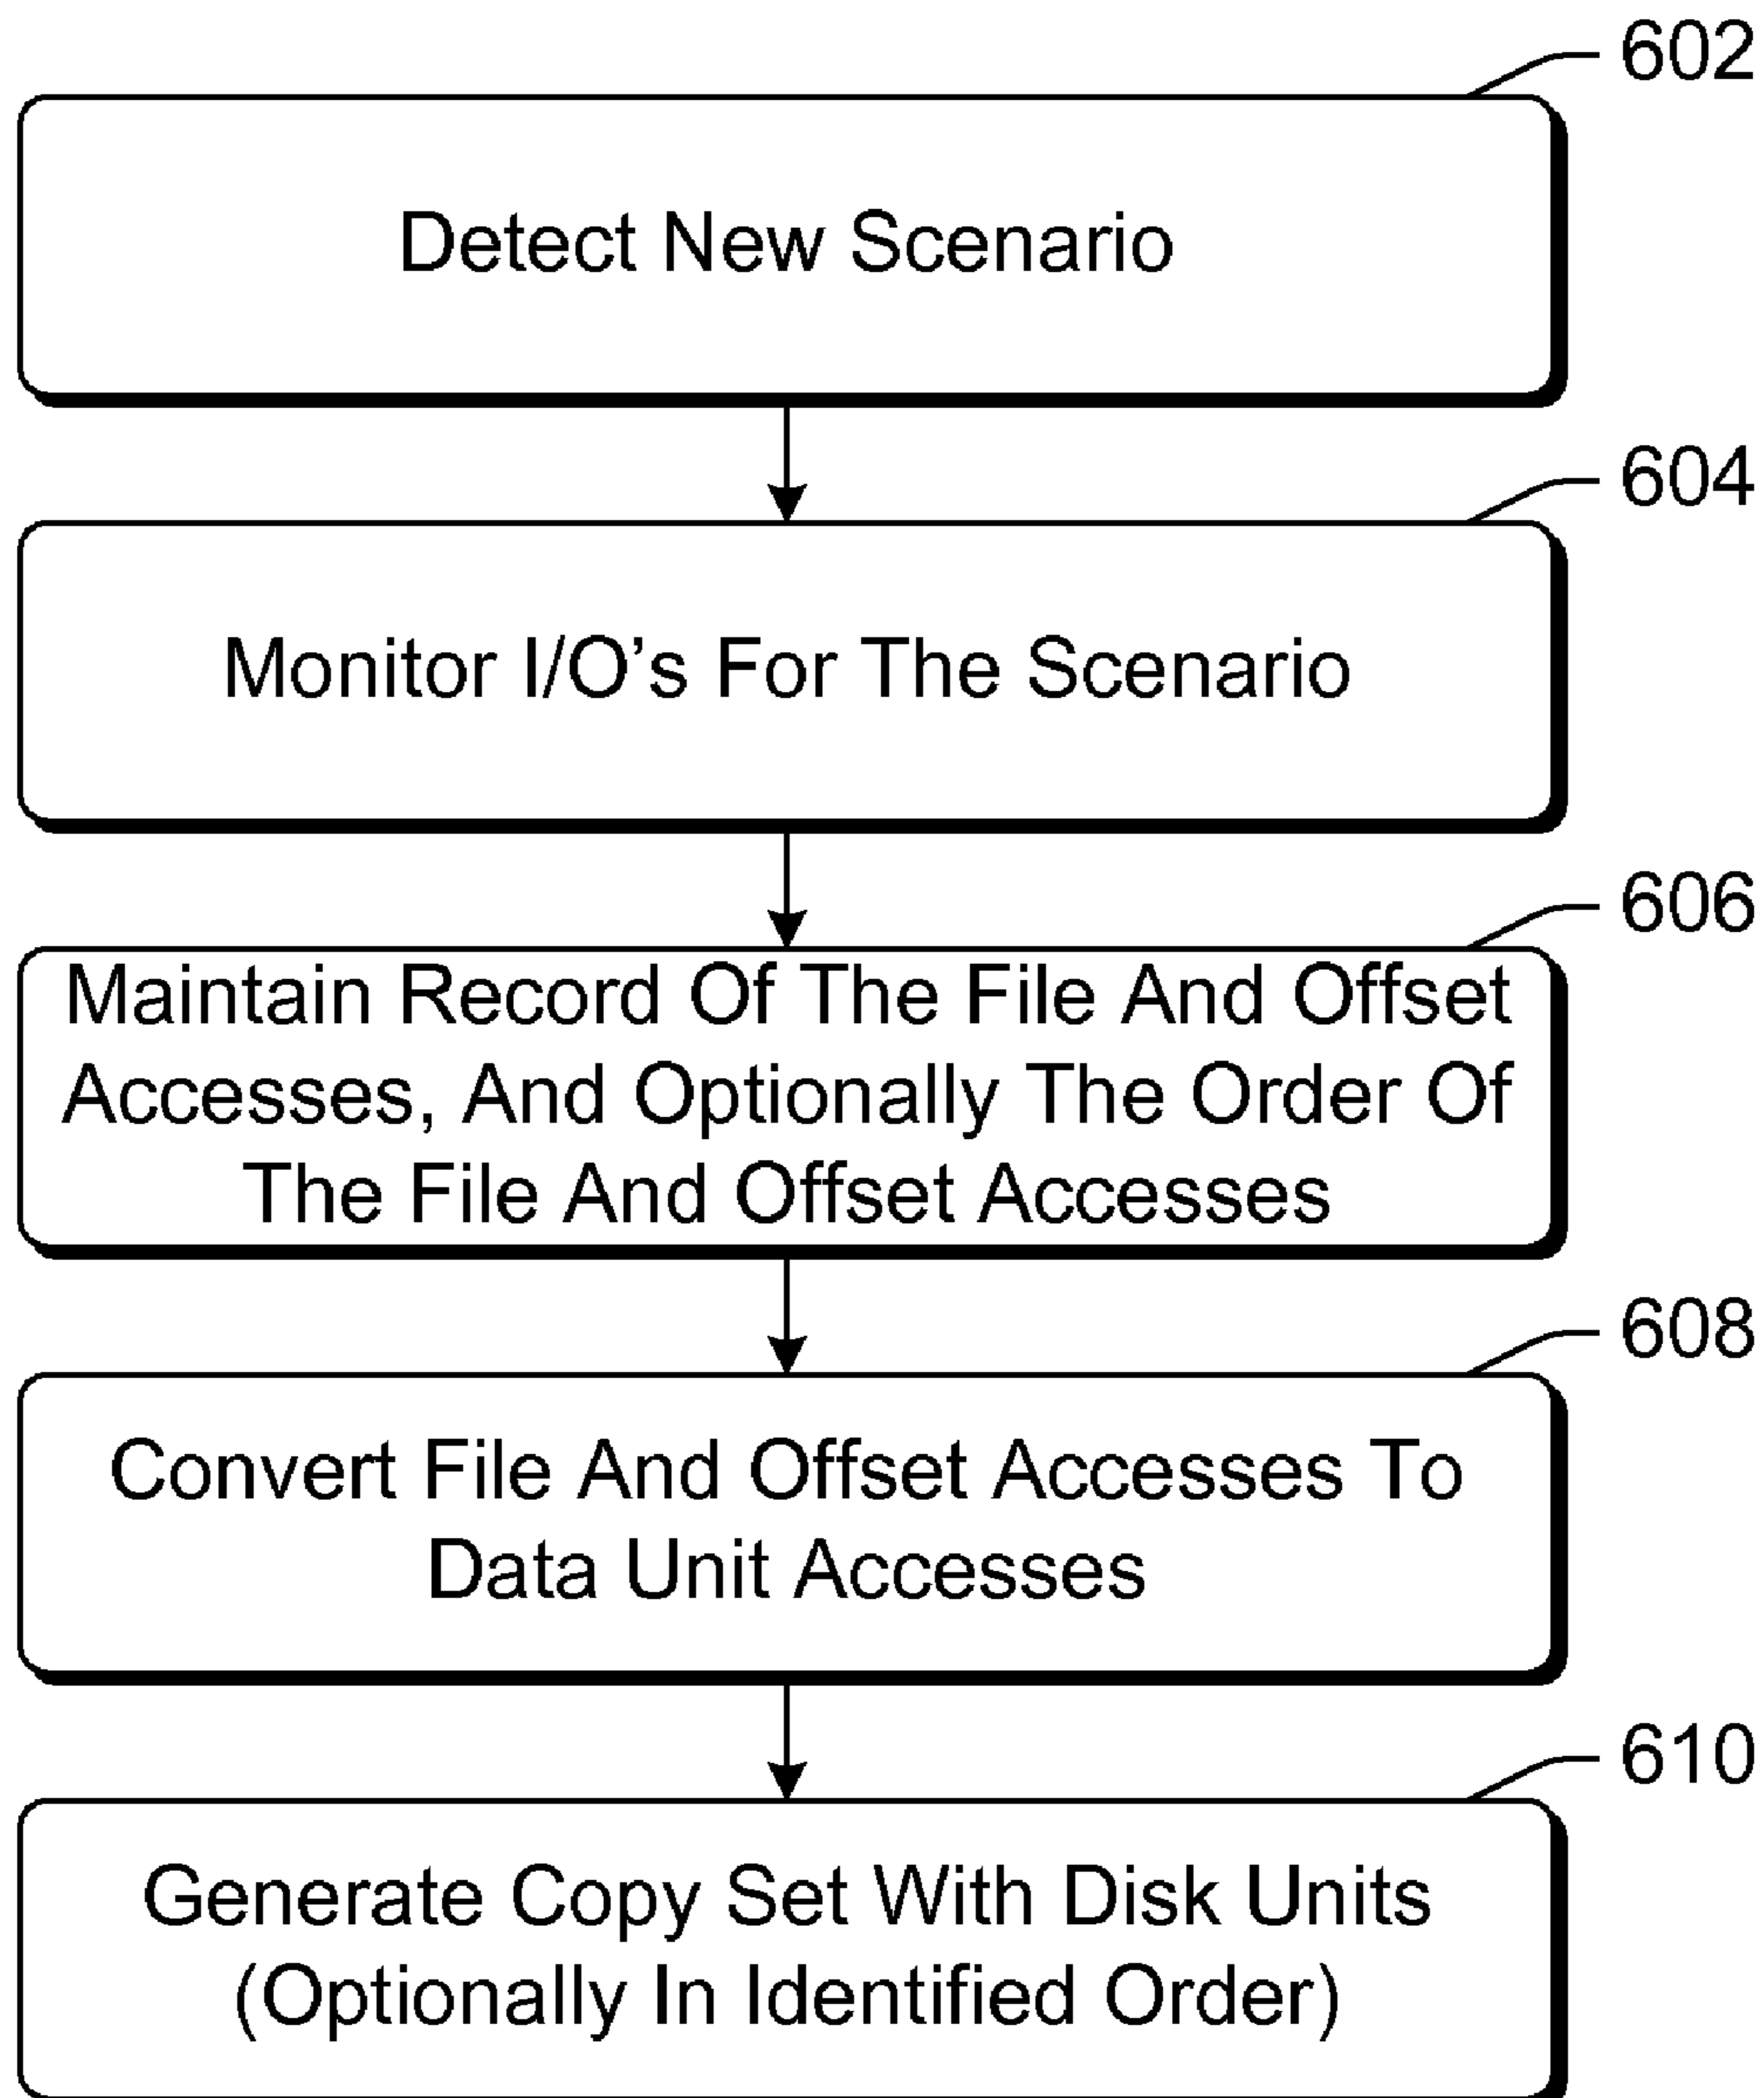 602
Detect New Scenario
604
Monitor I/O’s For The Scenario
606
Maintain Record Of The File And Offset
Accesses, And Optionally The Order Of
The File And Offset Accesses
608
Convert File And Offset Accesses To
Data Unit Accesses
610
Generate Copy Set With Disk Units
(Optionally In Identified Order)